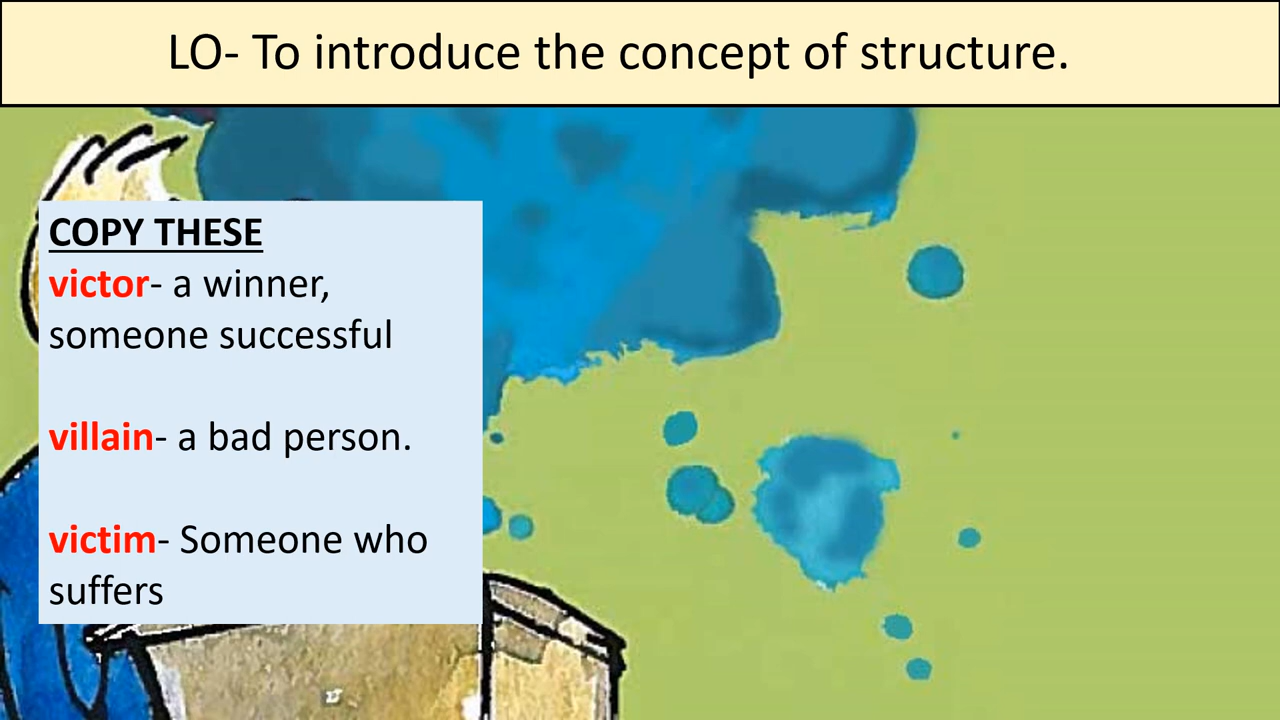 LO- To introduce the concept of structure.
COPY THESE
victor- a winner,
someone successful
villain- a bad person.
victim- Someone who
suffers